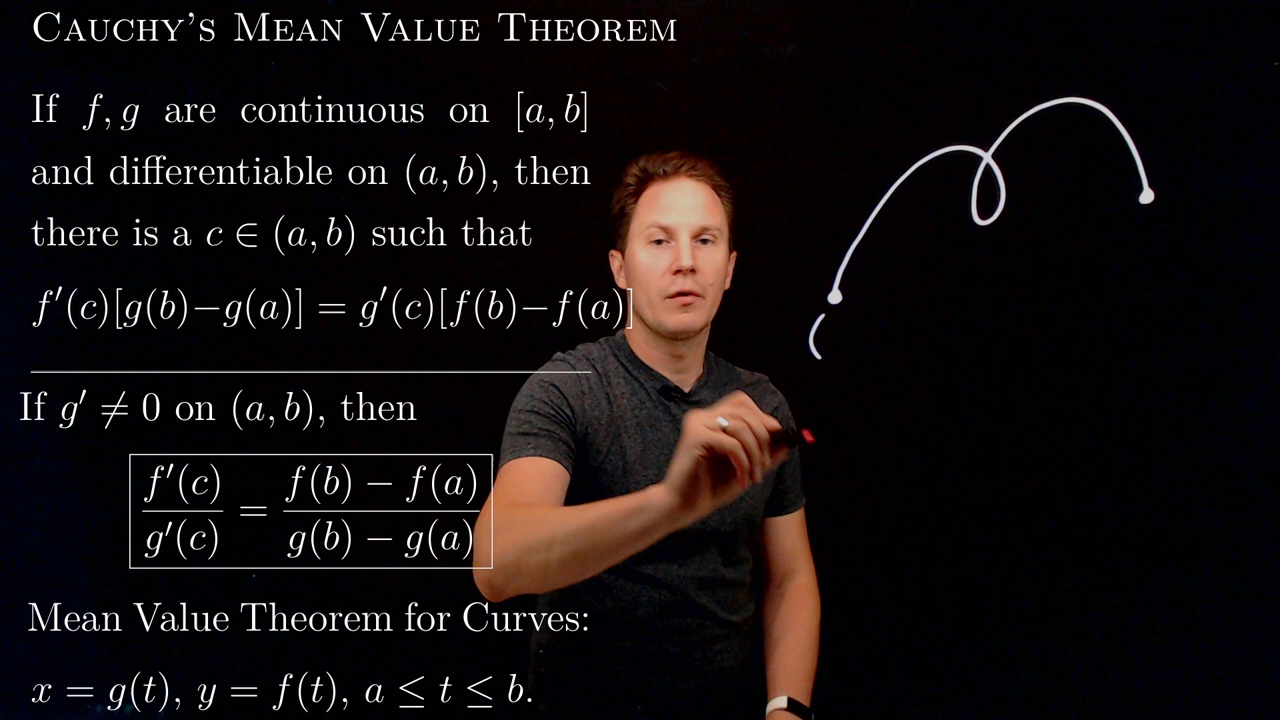 CAUCHY'S MEAN VALUE THEOREM
If f, g are continuous on [a, b]
and differentiable on (a, b), then
there is a c ∈ (a, b) such that
f′(c)[g(b)−g(a)] = g′(c)[f(b)−f(a)]
If g′ ≠ 0 on (a, b), then
f′(c)/g′(c) = (f(b) − f(a))/(g(b) − g(a))
Mean Value Theorem for Curves:
x = g(t), y = f(t), a ≤ t ≤ b.
(